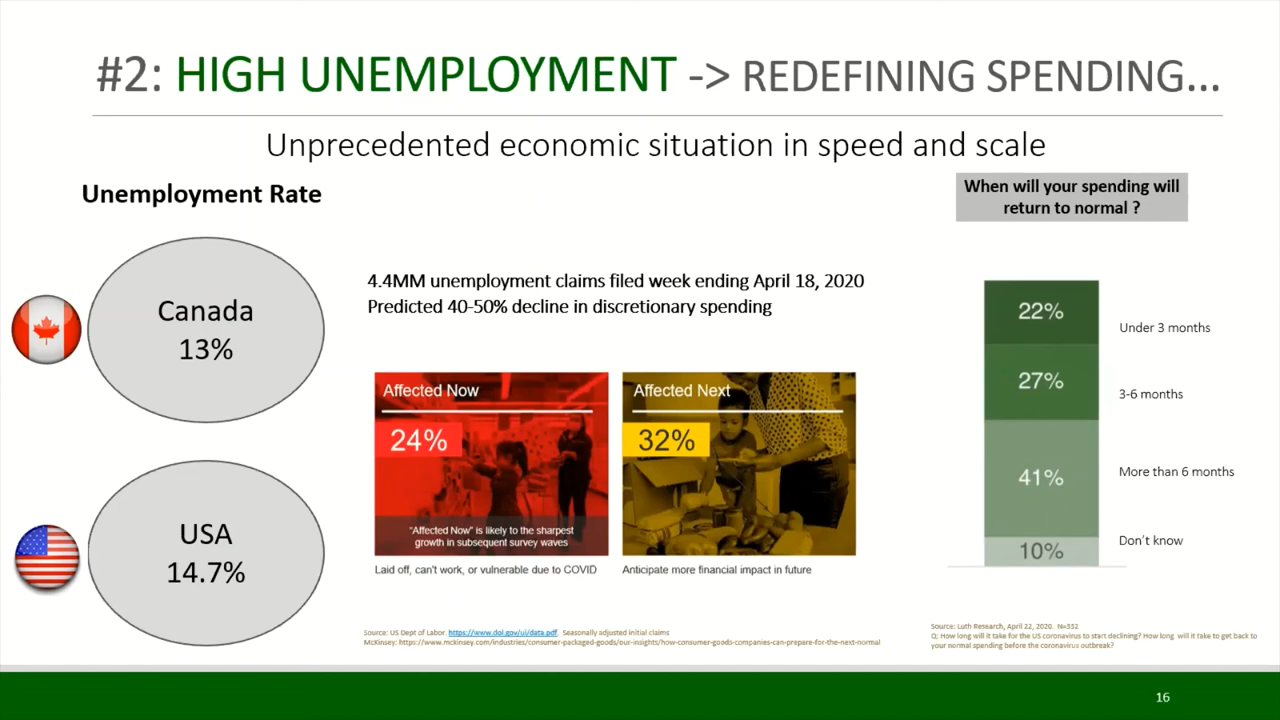 #2: HIGH UNEMPLOYMENT -> REDEFINING SPENDING...
Unprecedented economic situation in speed and scale
Unemployment Rate
Canada
13%
USA
14.7%
4.4MM unemployment claims filed week ending April 18, 2020
Predicted 40-50% decline in discretionary spending
Affected Now
24%
"Affected Now" is likely to the sharpest
growth in subsequent survey waves
Laid off, can't work, or vulnerable due to COVID
Affected Next
32%
Anticipate more financial impact in future
Source: US Dept of Labor. https://www.dol.gov/ui/data.pdf. Seasonally adjusted initial claims
McKinsey: https://www.mckinsey.com/industries/consumer-packaged-goods/our-insights/how-consumer-goods-companies-can-prepare-for-the-next-normal
When will your spending will
return to normal ?
22%
Under 3 months
27%
3-6 months
41%
More than 6 months
10%
Don't know
Source: Luth Research, April 22, 2020. N=352
Q; How long will it take for the US coronavirus to start declining? How long will it take to get back to
your normal spending before the coronavirus outbreak?
16